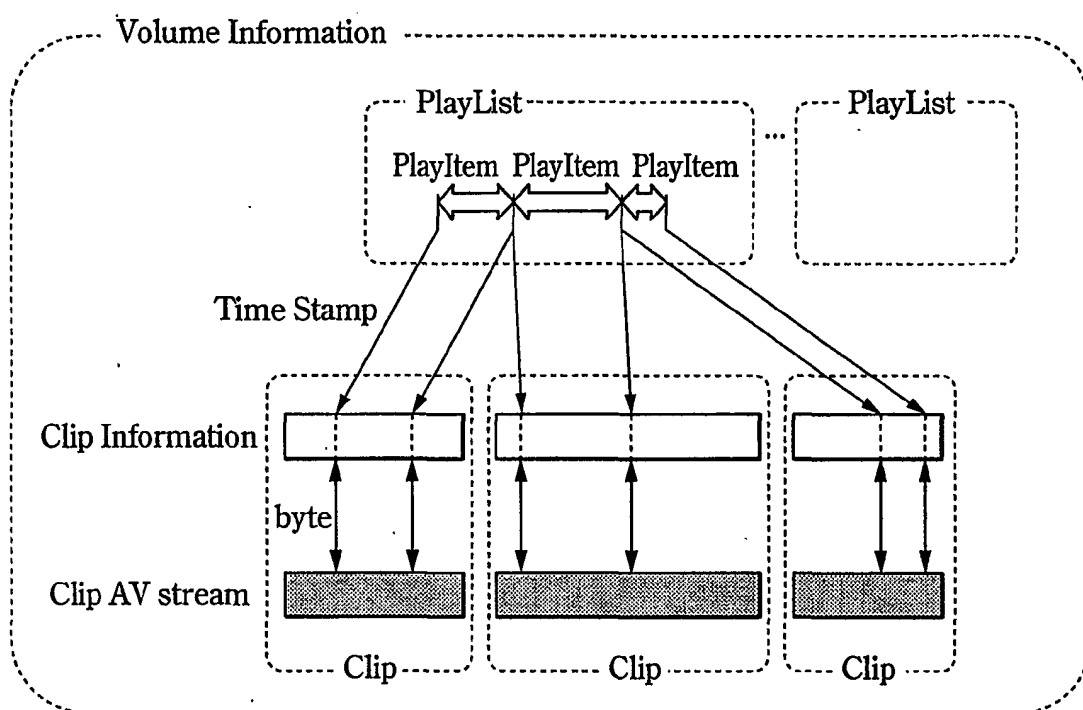 Volume Information
PlayList
PlayList
...
PlayItem PlayItem PlayItem
Time Stamp
Clip Information
byte
Clip AV stream
Clip
Clip
Clip